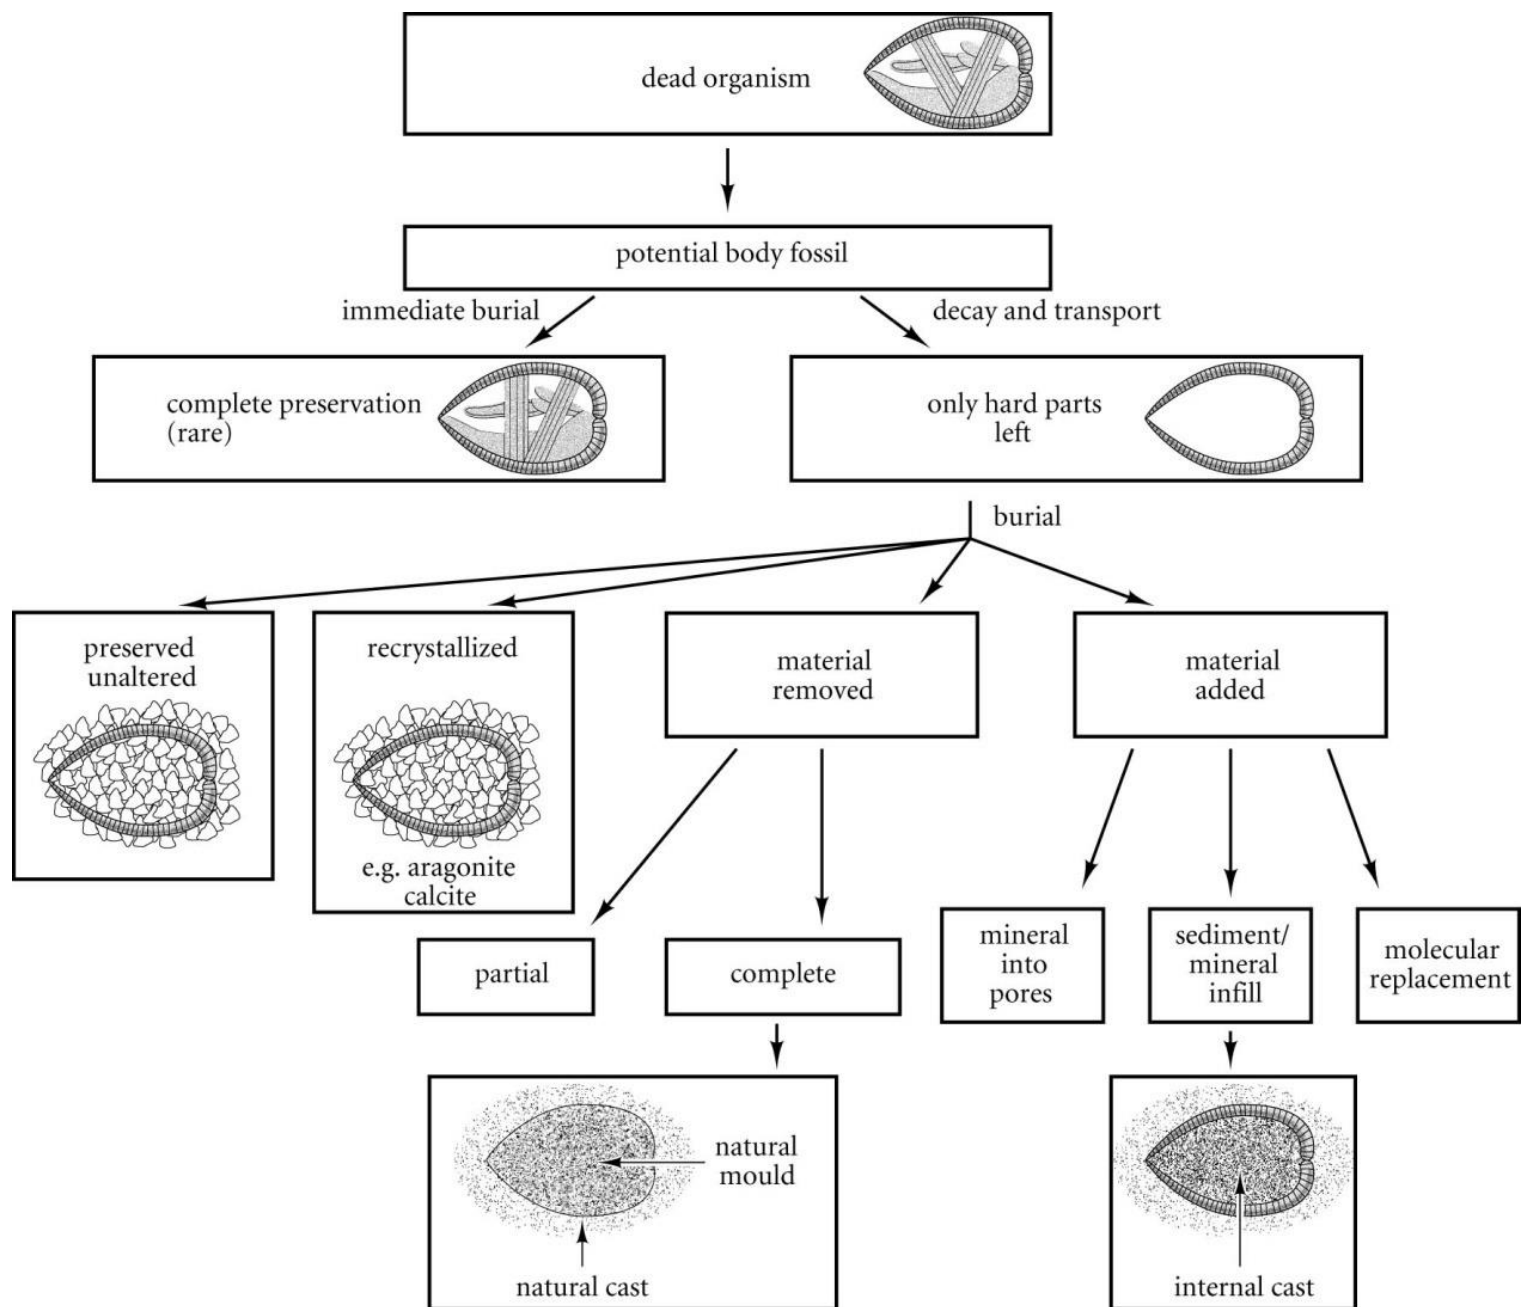 dead organism
potential body fossil
immediate burial
decay and transport
complete preservation
(rare)
only hard parts
left
burial
preserved
unaltered
recrystallized
e.g. aragonite
calcite
material
removed
material
added
partial
complete
mineral
into
pores
sediment/
mineral
infill
molecular
replacement
natural
mould
natural cast
internal cast